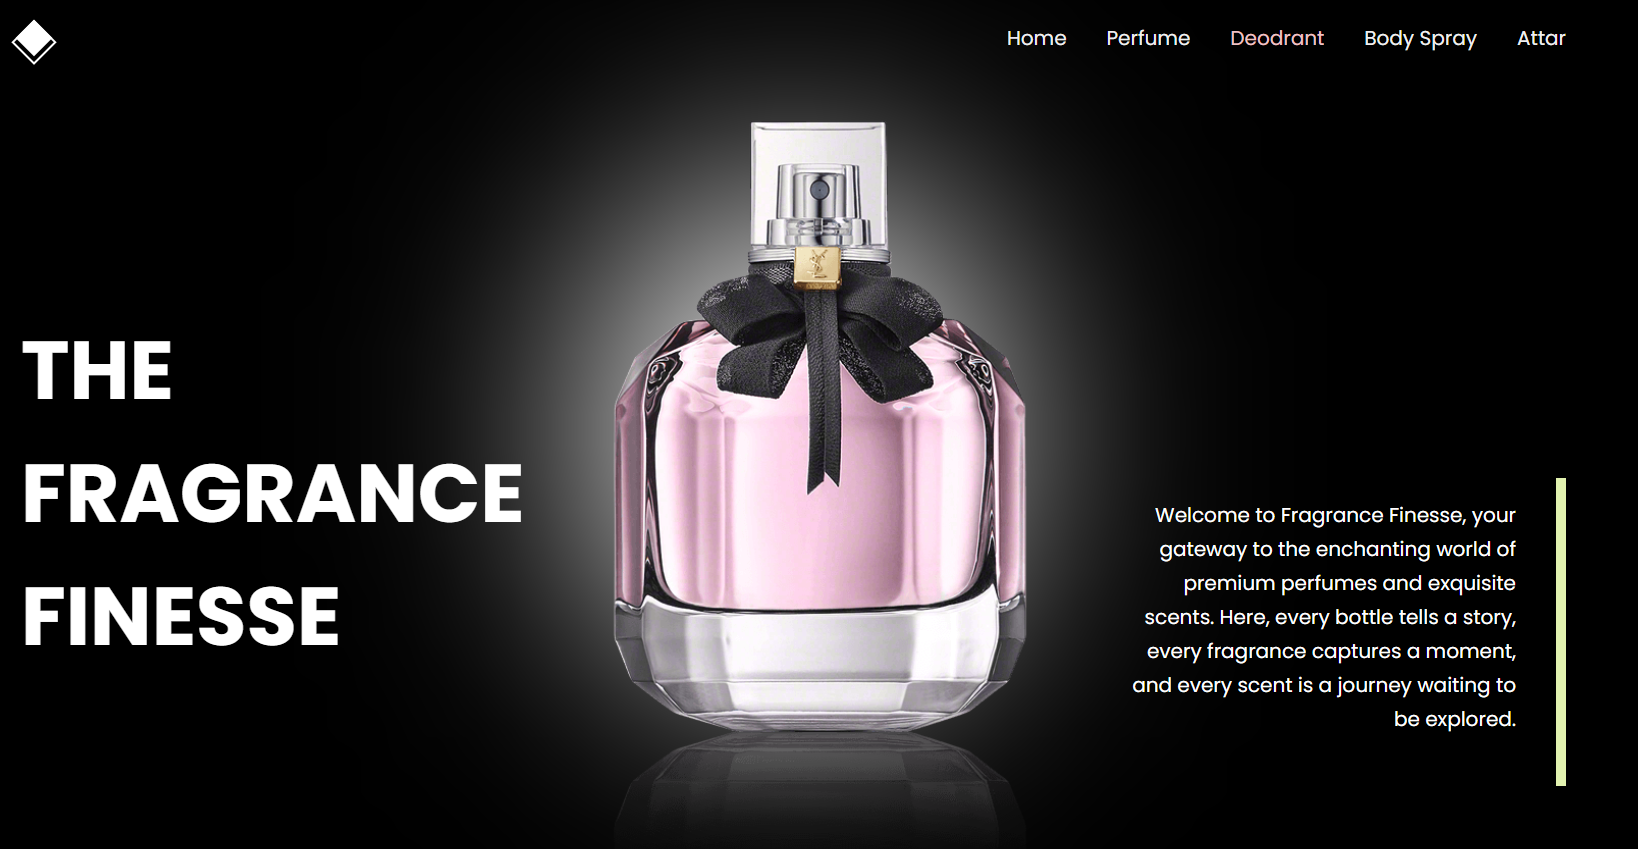 Home Perfume Deodrant Body Spray Attar
THE
FRAGRANCE
FINESSE
Welcome to Fragrance Finesse, your
gateway to the enchanting world of
premium perfumes and exquisite
scents. Here, every bottle tells a story,
every fragrance captures a moment,
and every scent is a journey waiting to
be explored.
YSL